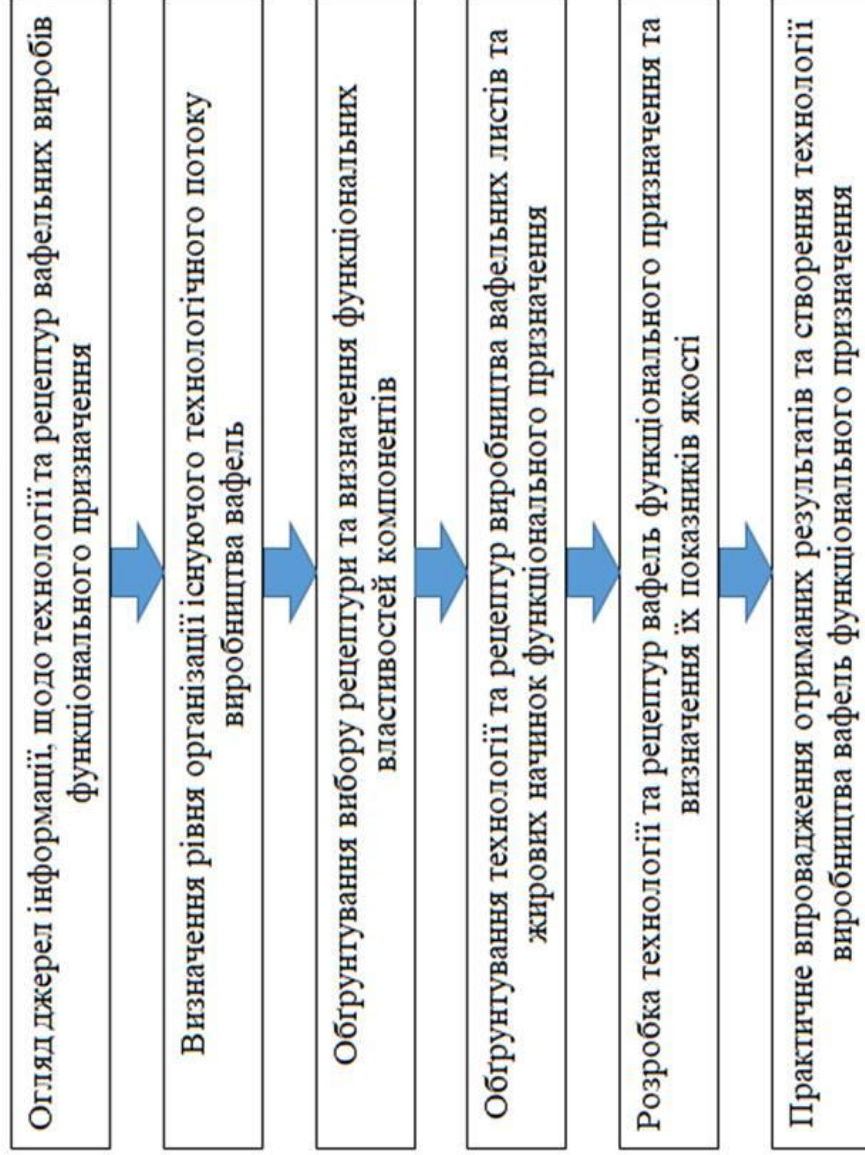 Огляд джерел інформації, щодо технології та рецептур вафельних виробів
функціонального призначення
Визначення рівня організації існуючого технологічного потоку
виробництва вафель
Обґрунтування вибору рецептури та визначення функціональних
властивостей компонентів
Обґрунтування технології та рецептур виробництва вафельних листів та
жирових начинок функціонального призначення
Розробка технології та рецептур вафель функціонального призначення та
визначення їх показників якості
Практичне впровадження отриманих результатів та створення технології
виробництва вафель функціонального призначення